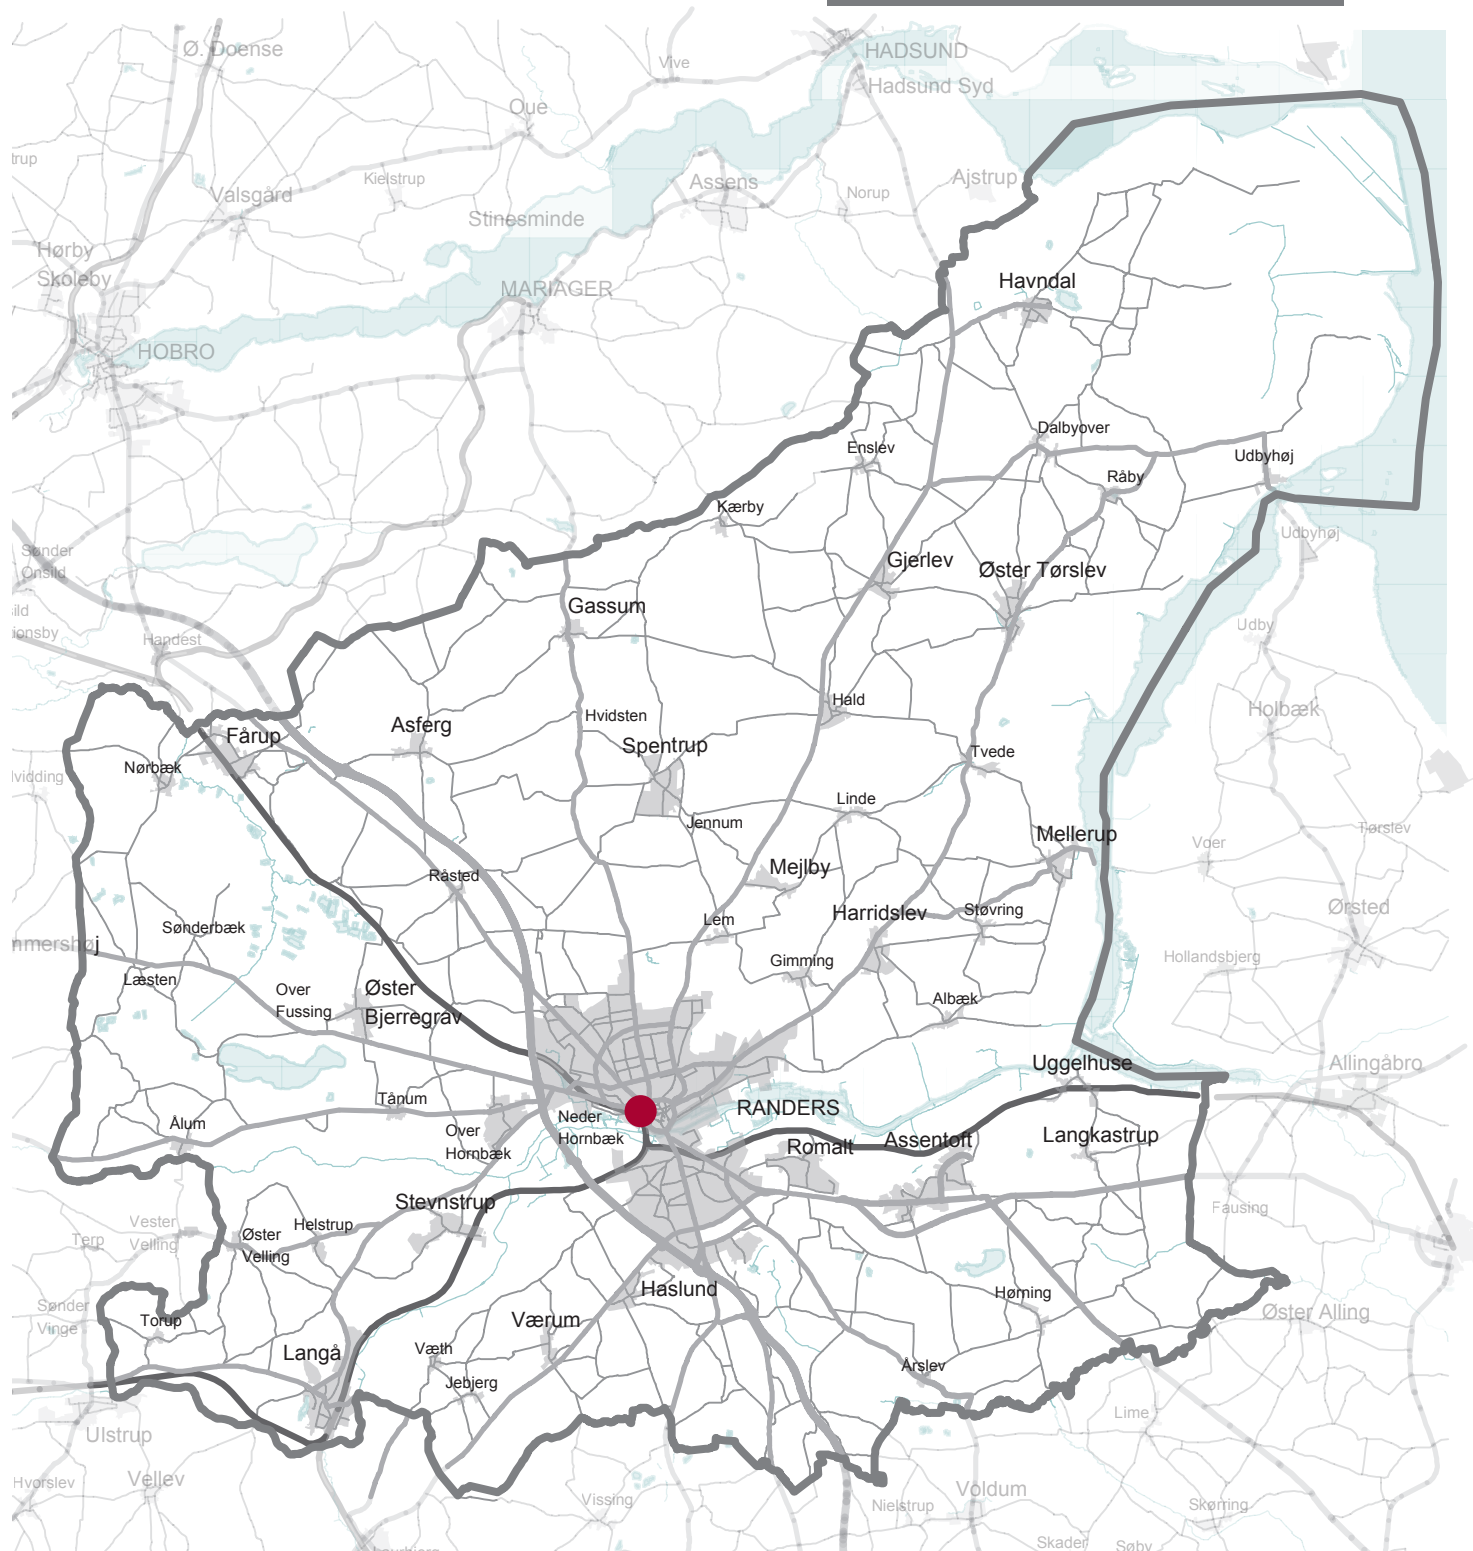 Ø. Doense
HADSUND
Vive
Hadsund Syd
Oue
Kielstrup
Assens
Ajstrup
Norup
Valsgård
Stinesminde
Hørby
Skoleby
Havndal
MARIAGER
HOBRO
Dalbyover
Enslev
Udbyhøj
Råby
Kærby
Udbyhøj
Sønder
Onsild
Gjerlev
Øster Tørslev
Gassum
Udby
Handest
Hald
Holbæk
Hvidsten
Asferg
Fårup
Spentrup
Tvede
Nørbæk
Linde
Jennum
Mellerup
Tørslev
Voer
Mejlby
Råsted
Ørsted
Harridslev
Støvring
Lem
Sønderbæk
Hollandsbjerg
Gimming
Læsten
Over
Fussing
Øster
Bjerregrav
Albæk
Uggelhuse
Allingåbro
Tånum
RANDERS
Neder
Hornbæk
Ålum
Over
Hornbæk
Romalt
Assentoft
Langkastrup
Stevnstrup
Fausing
Vester
Velling
Helstrup
Terp
Øster
Velling
Haslund
Hørning
Sønder
Vinge
Torup
Værum
Øster Alling
Langå
Væth
Årslev
Jebjerg
Lime
Ulstrup
Hvorslev
Vellev
Voldum
Vissing
Nielstrup
Skørring
Skader
Søby